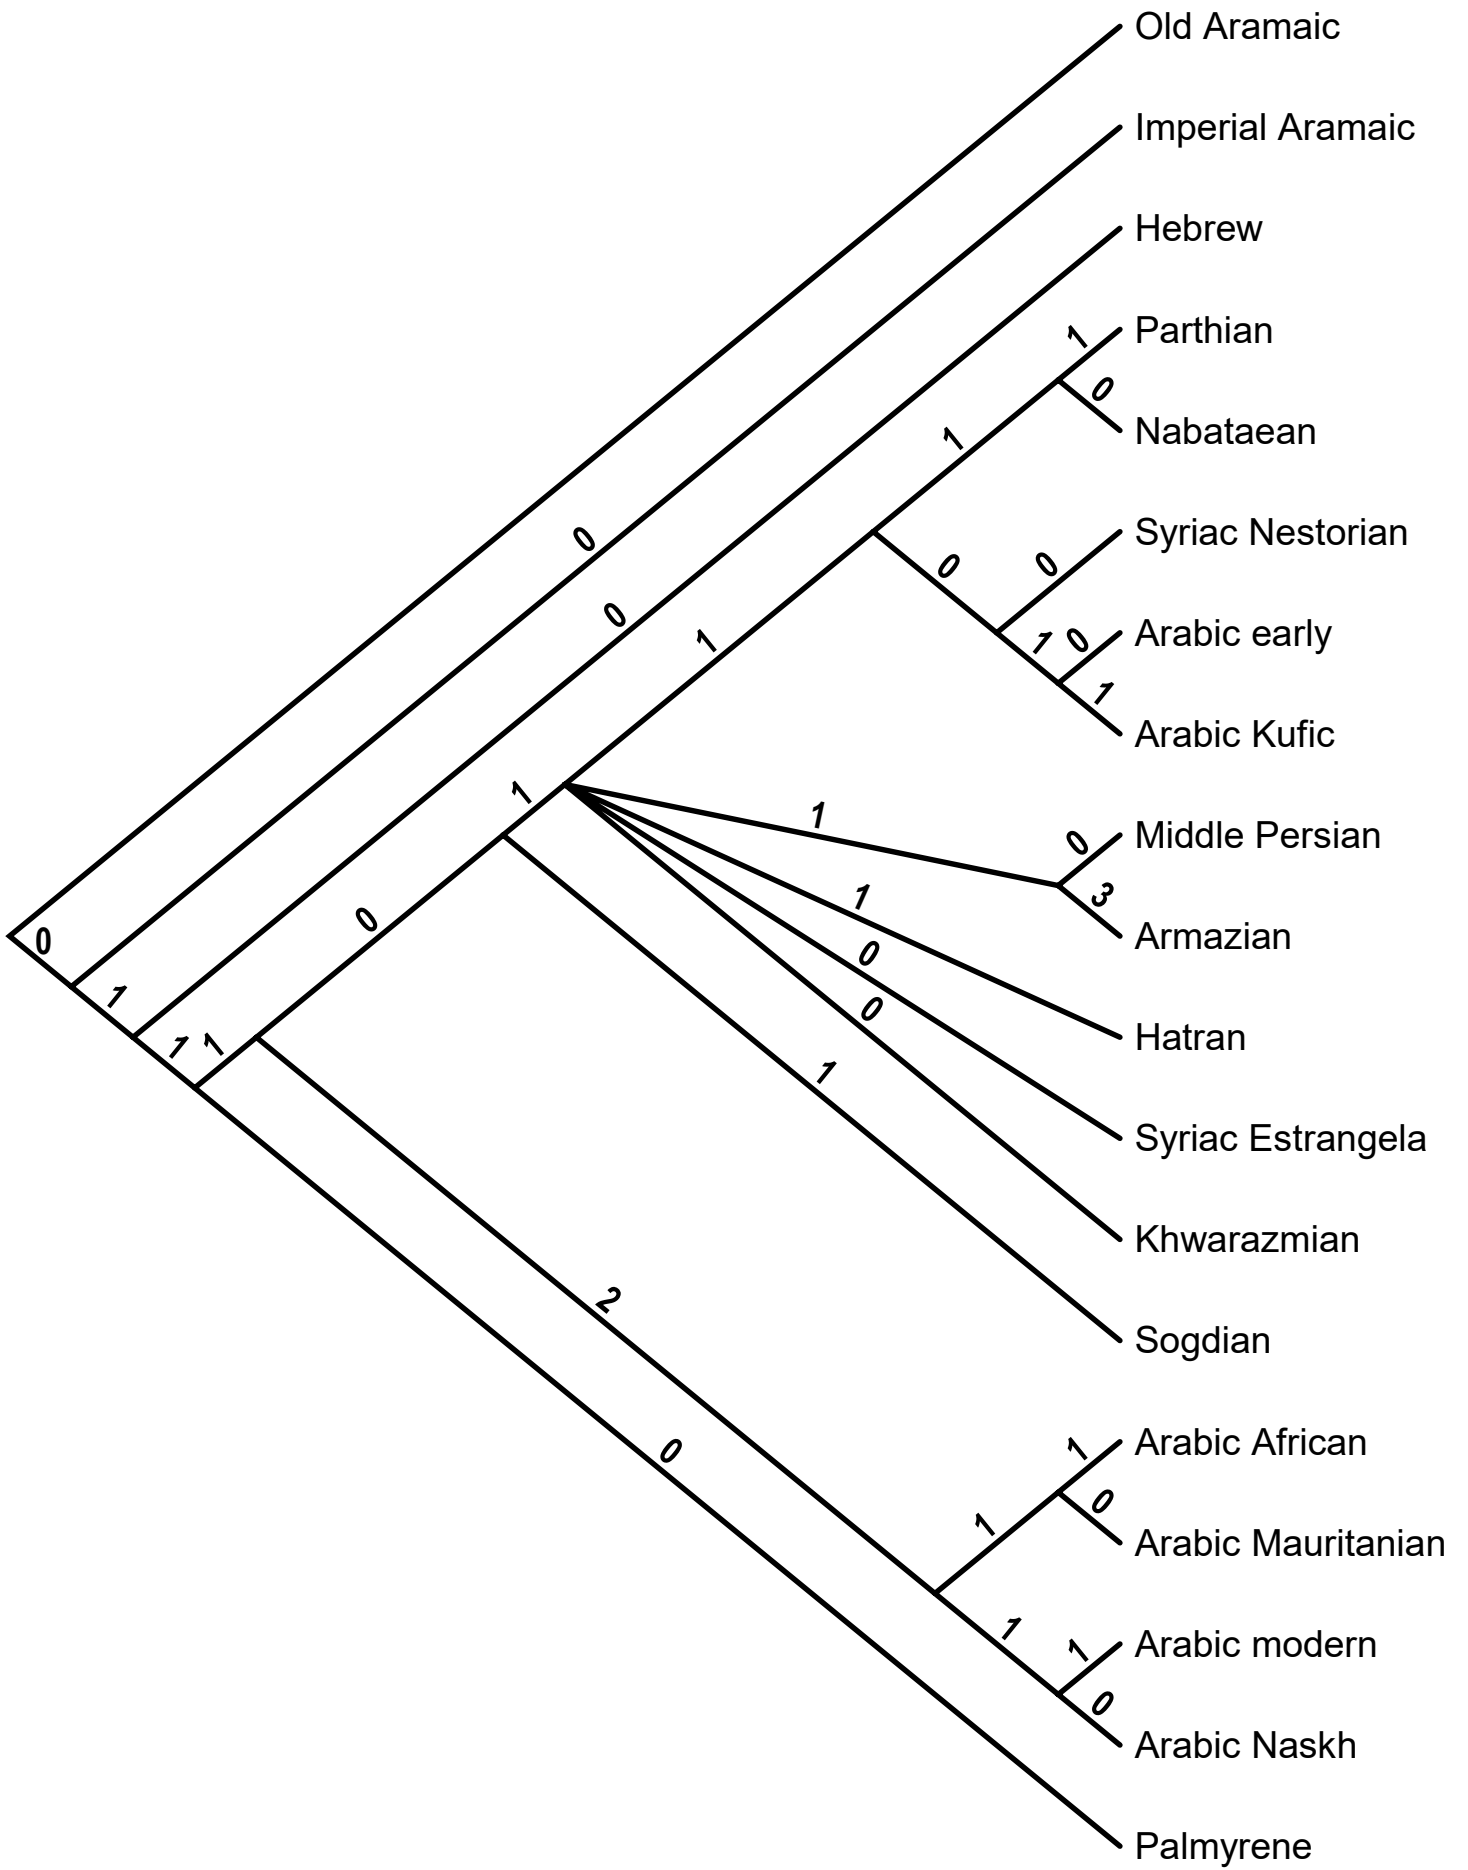 Old Aramaic
Imperial Aramaic
Hebrew
1 Parthian
0
1 Nabataean
0 Syriac Nestorian
0
0
0
1 0 Arabic early
1
1
Arabic Kufic
1
1 0 Middle Persian
1 3
0 0 Armazian
0
1 0
Hatran
1 1
1
Syriac Estrangela
Khwarazmian
2
Sogdian
1 Arabic African
0
0
1 Arabic Mauritanian
1 1 Arabic modern
0
Arabic Naskh
Palmyrene